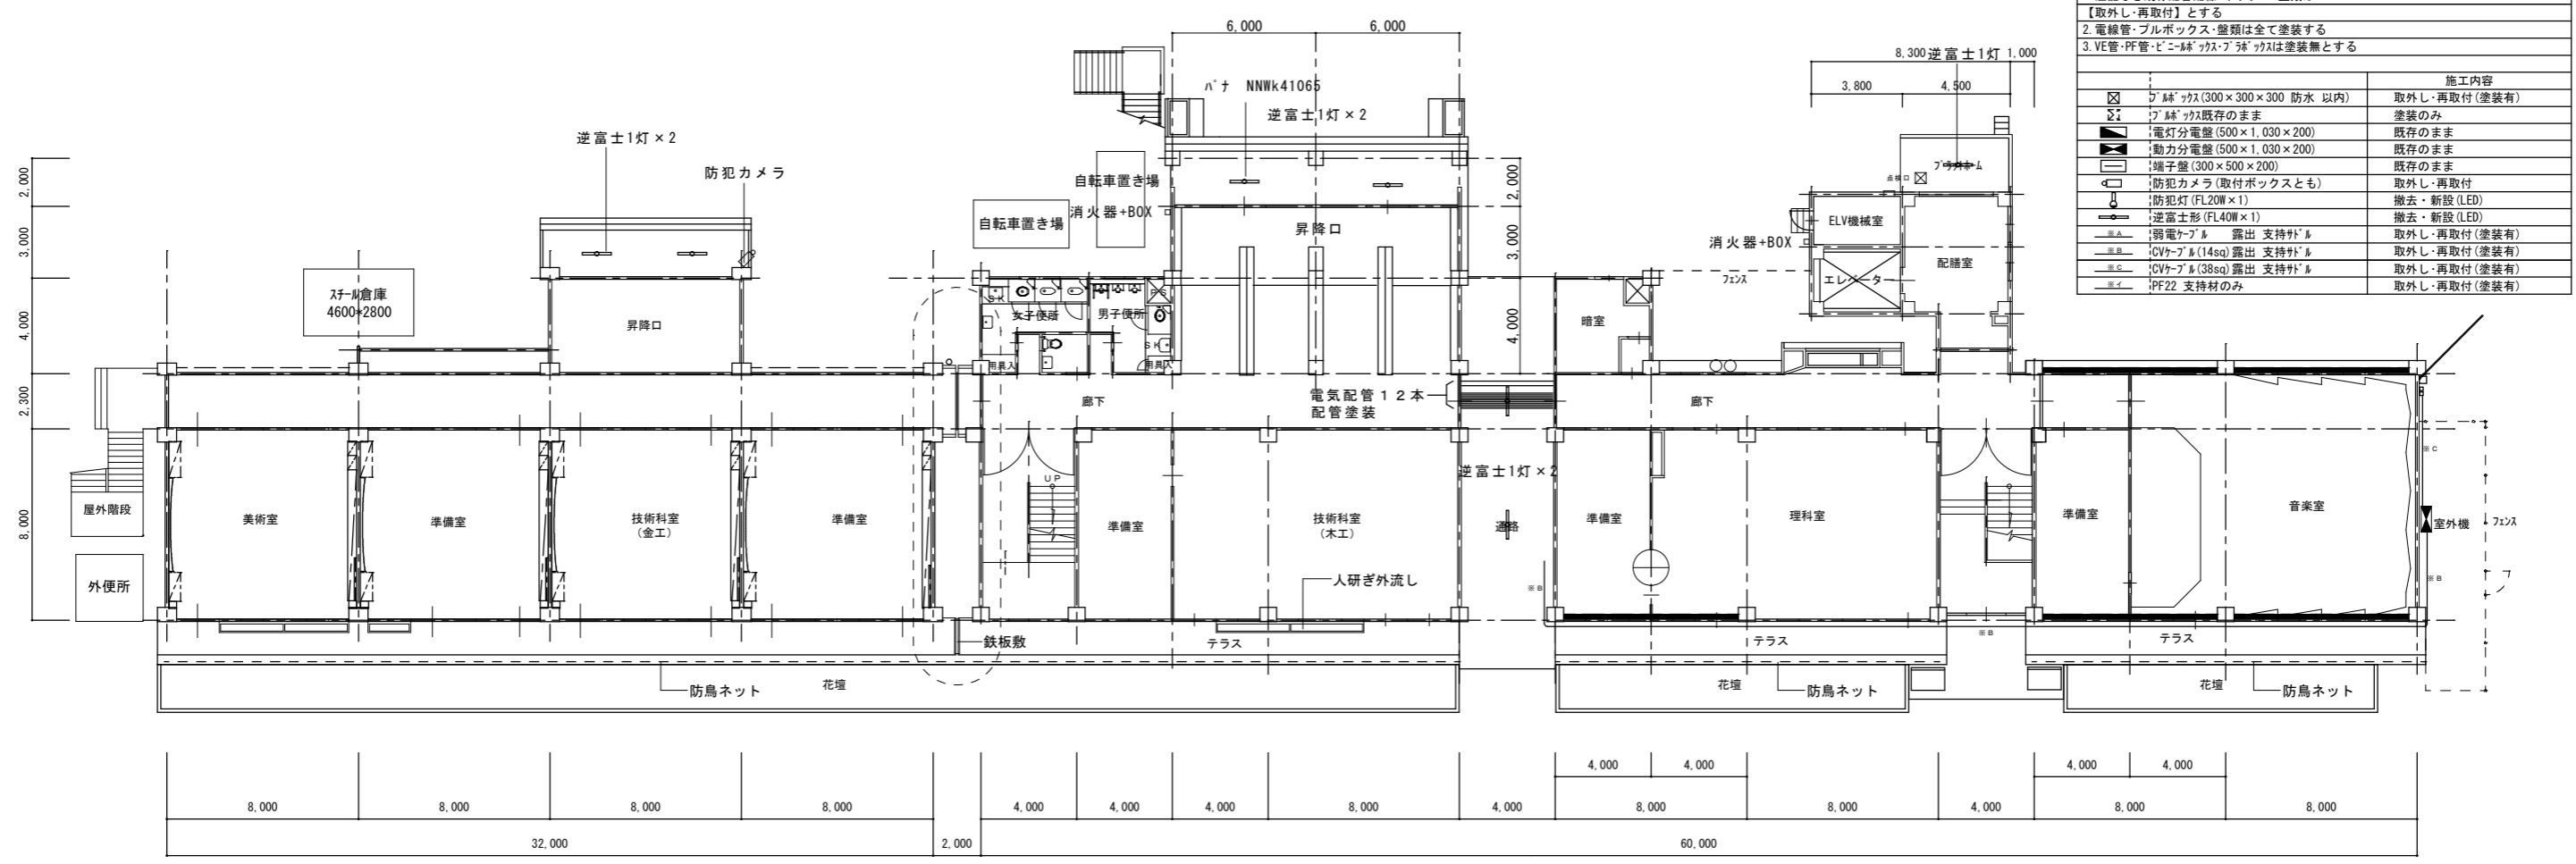 【取外し・再取付】とする
2.電線管・プルボックス・盤類は全て塗装する
3.VE管・PF管・ビニールボックス・プラボックスは塗装無とする
施工内容
プルボックス(300×300×300 防水 以内) 取外し・再取付(塗装有)
プルボックス既存のまま 塗装のみ
電灯分電盤(500×1,030×200) 既存のまま
動力分電盤(500×1,030×200) 既存のまま
端子盤(300×500×200) 既存のまま
防犯カメラ(取付ボックスとも) 取外し・再取付
防犯灯(FL20W×1) 撤去・新設(LED)
逆富士形(FL40W×1) 撤去・新設(LED)
※A 弱電ケーブル 露出 支持サドル 取外し・再取付(塗装有)
※B CVケーブル(14sq)露出 支持サドル 取外し・再取付(塗装有)
※C CVケーブル(38sq)露出 支持サドル 取外し・再取付(塗装有)
※イ PF22 支持材のみ 取外し・再取付(塗装有)
6,000 6,000
8,300 逆富士1灯 1,000
3,800 4,500
パナ NNWk41065
逆富士1灯×2
逆富士1灯×2
防犯カメラ
自転車置き場
自転車置き場
消火器+BOX
昇降口
2,000
3,000
4,000
2,000
3,000
4,000
2,300
8,000
プラットホーム
点検口
ELV機械室
消火器+BOX
エレベーター
配膳室
フェンス
スチール倉庫
4600*2800
昇降口
SK
女子便所
男子便所
PS
SK
用具入
用具入
暗室
電気配管12本
配管塗装
廊下
廊下
逆富士1灯×2
UP
屋外階段
外便所
美術室
準備室
技術科室
(金工)
準備室
準備室
技術科室
(木工)
通路
準備室
理科室
準備室
音楽室
室外機
フェンス
※C
※B
※B
※B
人研ぎ外流し
鉄板敷
テラス
テラス
テラス
防鳥ネット
花壇
花壇
防鳥ネット
花壇
防鳥ネット
4,000 4,000 4,000 4,000
8,000 8,000 8,000 8,000 4,000 4,000 4,000 8,000 4,000 8,000 8,000 4,000 8,000 8,000
32,000 2,000 60,000